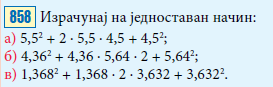 858 Израчунај на једноставан начин:
а) 5,5² + 2 · 5,5 · 4,5 + 4,5²;
б) 4,36² + 4,36 · 5,64 · 2 + 5,64²;
в) 1,368² + 1,368 · 2 · 3,632 + 3,632².